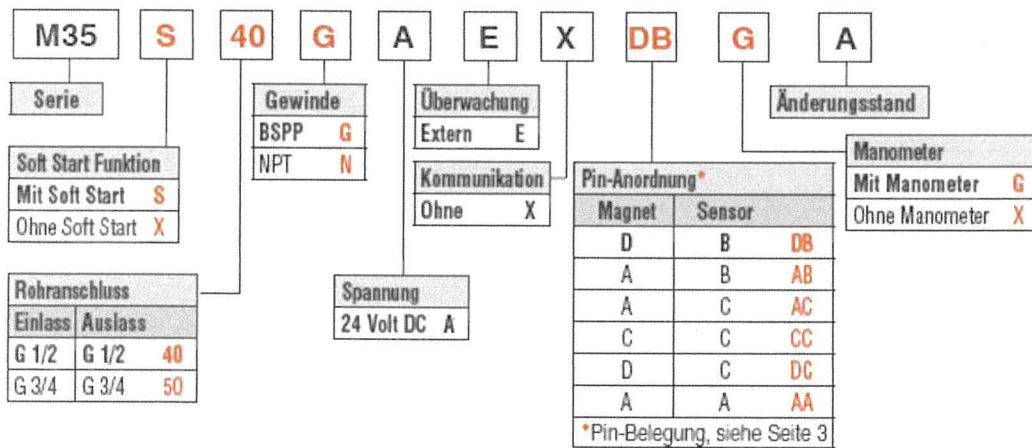 M35 S 40 G A E X DB G A
Serie
Soft Start Funktion
Mit Soft Start S
Ohne Soft Start X
Rohranschluss
Einlass Auslass
G 1/2 G 1/2 40
G 3/4 G 3/4 50
Gewinde
BSPP G
NPT N
Spannung
24 Volt DC A
Überwachung
Extern E
Kommunikation
Ohne X
Pin-Anordnung*
Magnet Sensor
D B DB
A B AB
A C AC
C C CC
D C DC
A A AA
*Pin-Belegung, siehe Seite 3
Änderungsstand
Manometer
Mit Manometer G
Ohne Manometer X